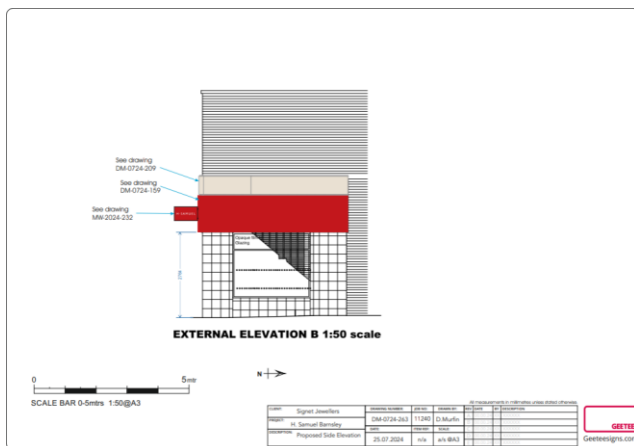 See drawing
DM-0724-209
See drawing
DM-0724-159
See drawing
MW-2024-232
H SAMUEL
Opaque
Glazing
EXTERNAL ELEVATION B 1:50 scale
N
0 5mtr
SCALE BAR 0-5mtrs 1:50@A3
All measurements in millimetres unless stated otherwise
CLIENT: Signet Jewellers
PROJECT: H. Samuel Barnsley
DESCRIPTION: Proposed Side Elevation
DRAWING NUMBER DM-0724-263
JOB NO. 11240
DRAWN BY: D.Murfin
DATE 25.07.2024
n/a
SCALE a/s @A3
REV DATE BY DESCRIPTION
GEETEE
Geeteesigns.com